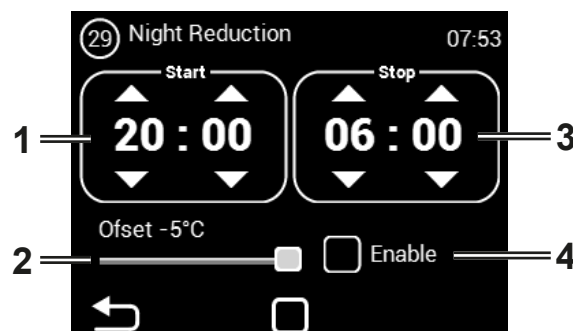 29 Night Reduction 07:53
Start Stop
1 20 : 00 06 : 00 3
Ofset -5°C
2 Enable 4